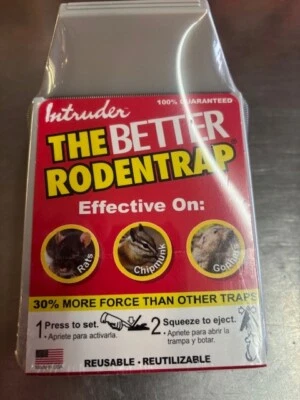 Intruder
100% GUARANTEED
THE BETTER
RODENTRAP
Effective On:
Rats
Chipmunk
Gophers
30% MORE FORCE THAN OTHER TRAPS
1 Press to set.
• Apriete para activarla.
2 Squeeze to eject.
• Apriete para abrir la
trampa y botar.
REUSABLE • REUTILIZABLE